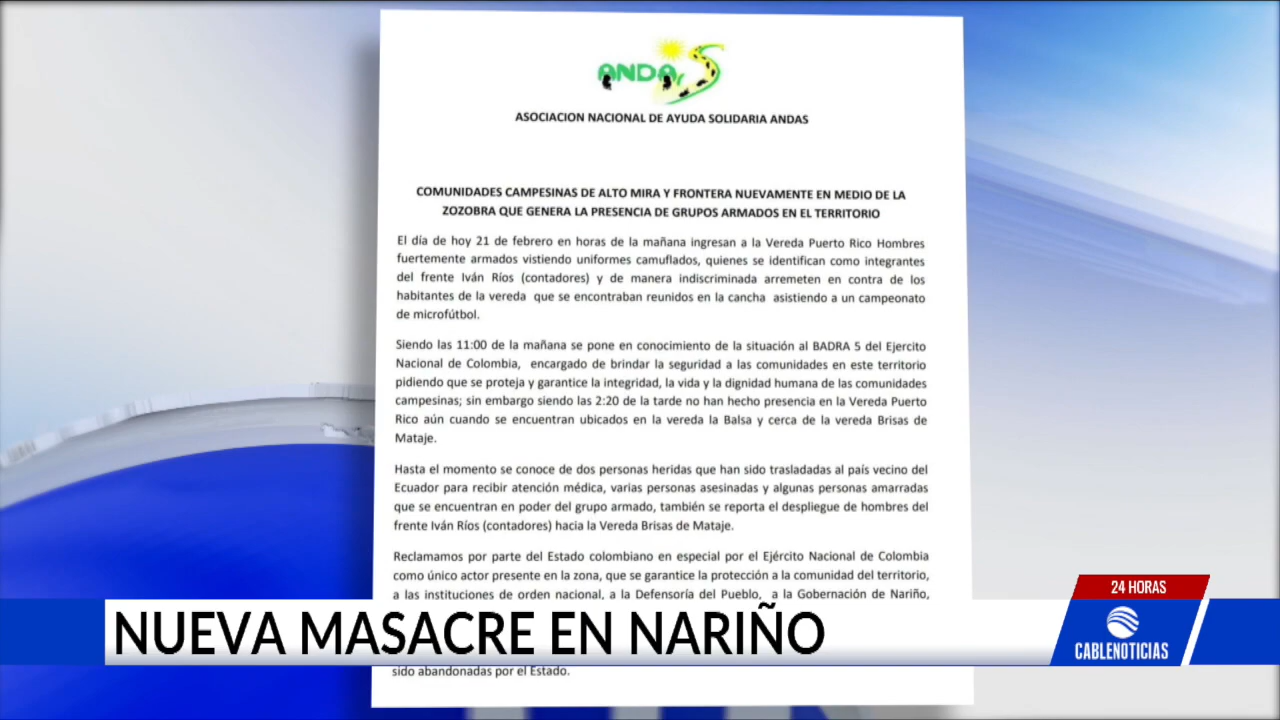 ANDAS
ASOCIACION NACIONAL DE AYUDA SOLIDARIA ANDAS
COMUNIDADES CAMPESINAS DE ALTO MIRA Y FRONTERA NUEVAMENTE EN MEDIO DE LA
ZOZOBRA QUE GENERA LA PRESENCIA DE GRUPOS ARMADOS EN EL TERRITORIO
El día de hoy 21 de febrero en horas de la mañana ingresan a la Vereda Puerto Rico Hombres
fuertemente armados vistiendo uniformes camuflados, quienes se identifican como integrantes
del frente Iván Ríos (contadores) y de manera indiscriminada arremeten en contra de los
habitantes de la vereda que se encontraban reunidos en la cancha asistiendo a un campeonato
de microfútbol.
Siendo las 11:00 de la mañana se pone en conocimiento de la situación al BADRA 5 del Ejercito
Nacional de Colombia, encargado de brindar la seguridad a las comunidades en este territorio
pidiendo que se proteja y garantice la integridad, la vida y la dignidad humana de las comunidades
campesinas; sin embargo siendo las 2:20 de la tarde no han hecho presencia en la Vereda Puerto
Rico aún cuando se encuentran ubicados en la vereda la Balsa y cerca de la vereda Brisas de
Mataje.
Hasta el momento se conoce de dos personas heridas que han sido trasladadas al país vecino del
Ecuador para recibir atención médica, varias personas asesinadas y algunas personas amarradas
que se encuentran en poder del grupo armado, también se reporta el despliegue de hombres del
frente Iván Ríos (contadores) hacia la Vereda Brisas de Mataje.
Reclamamos por parte del Estado colombiano en especial por el Ejército Nacional de Colombia
como único actor presente en la zona, que se garantice la protección a la comunidad del territorio,
a las instituciones de orden nacional, a la Defensoría del Pueblo, a la Gobernación de Nariño,
sido abandonadas por el Estado.
NUEVA MASACRE EN NARIÑO
24 HORAS
CABLENOTICIAS